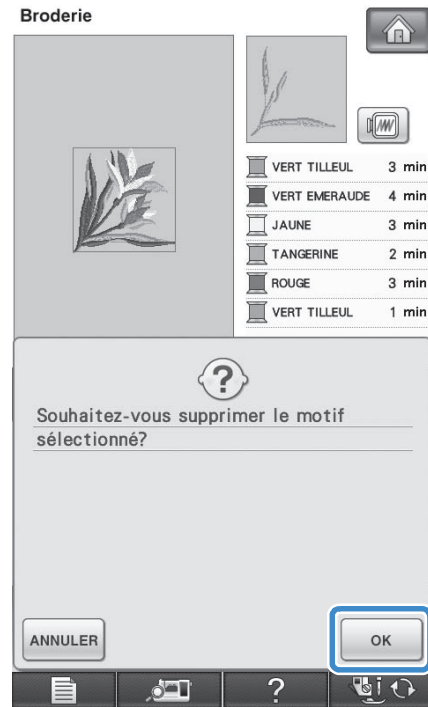 Broderie
VERT TILLEUL 3 min
VERT EMERAUDE 4 min
JAUNE 3 min
TANGERINE 2 min
ROUGE 3 min
VERT TILLEUL 1 min
Souhaitez-vous supprimer le motif
sélectionné?
ANNULER
OK
?